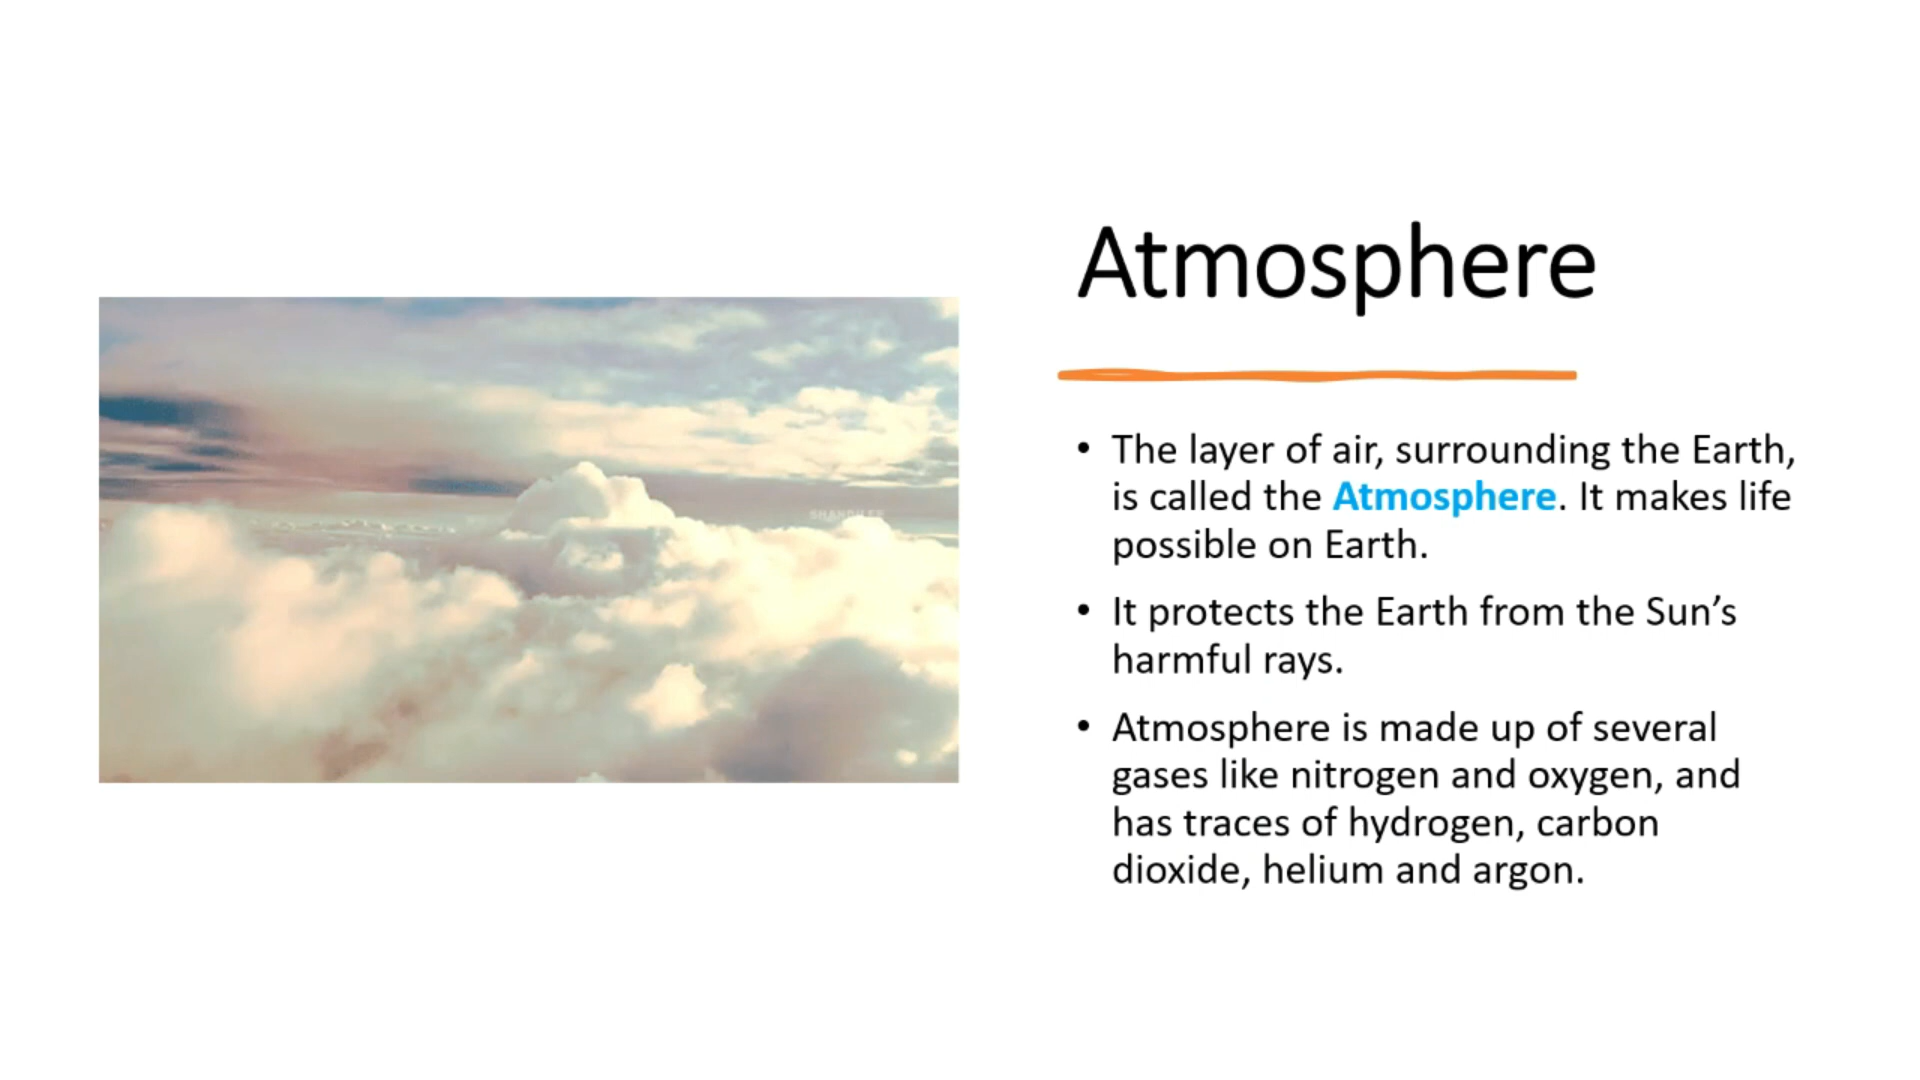 Atmosphere
• The layer of air, surrounding the Earth,
is called the Atmosphere. It makes life
possible on Earth.
• It protects the Earth from the Sun’s
harmful rays.
• Atmosphere is made up of several
gases like nitrogen and oxygen, and
has traces of hydrogen, carbon
dioxide, helium and argon.